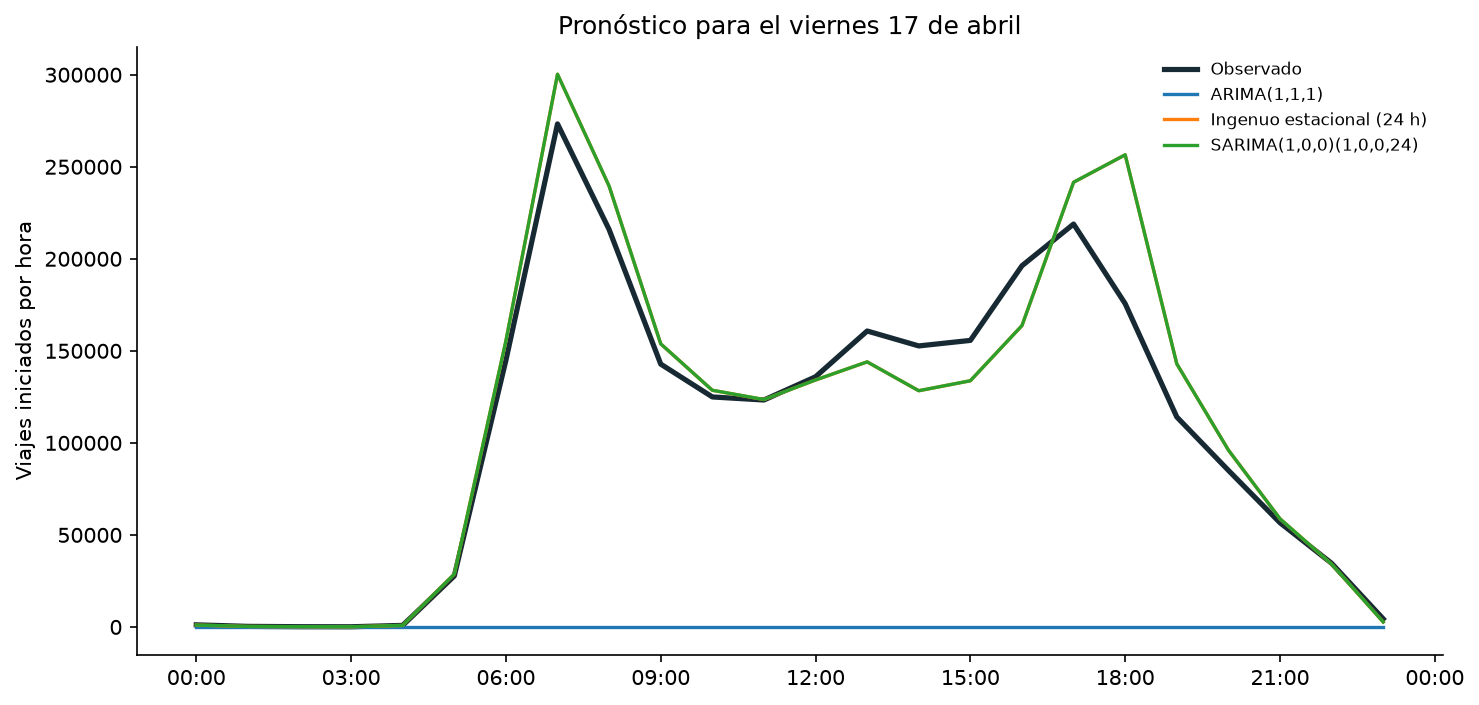 Pronóstico para el viernes 17 de abril
Observado
ARIMA(1,1,1)
Ingenuo estacional (24 h)
SARIMA(1,0,0)(1,0,0,24)
Viajes iniciados por hora
300000
250000
200000
150000
100000
50000
0
00:00 03:00 06:00 09:00 12:00 15:00 18:00 21:00 00:00